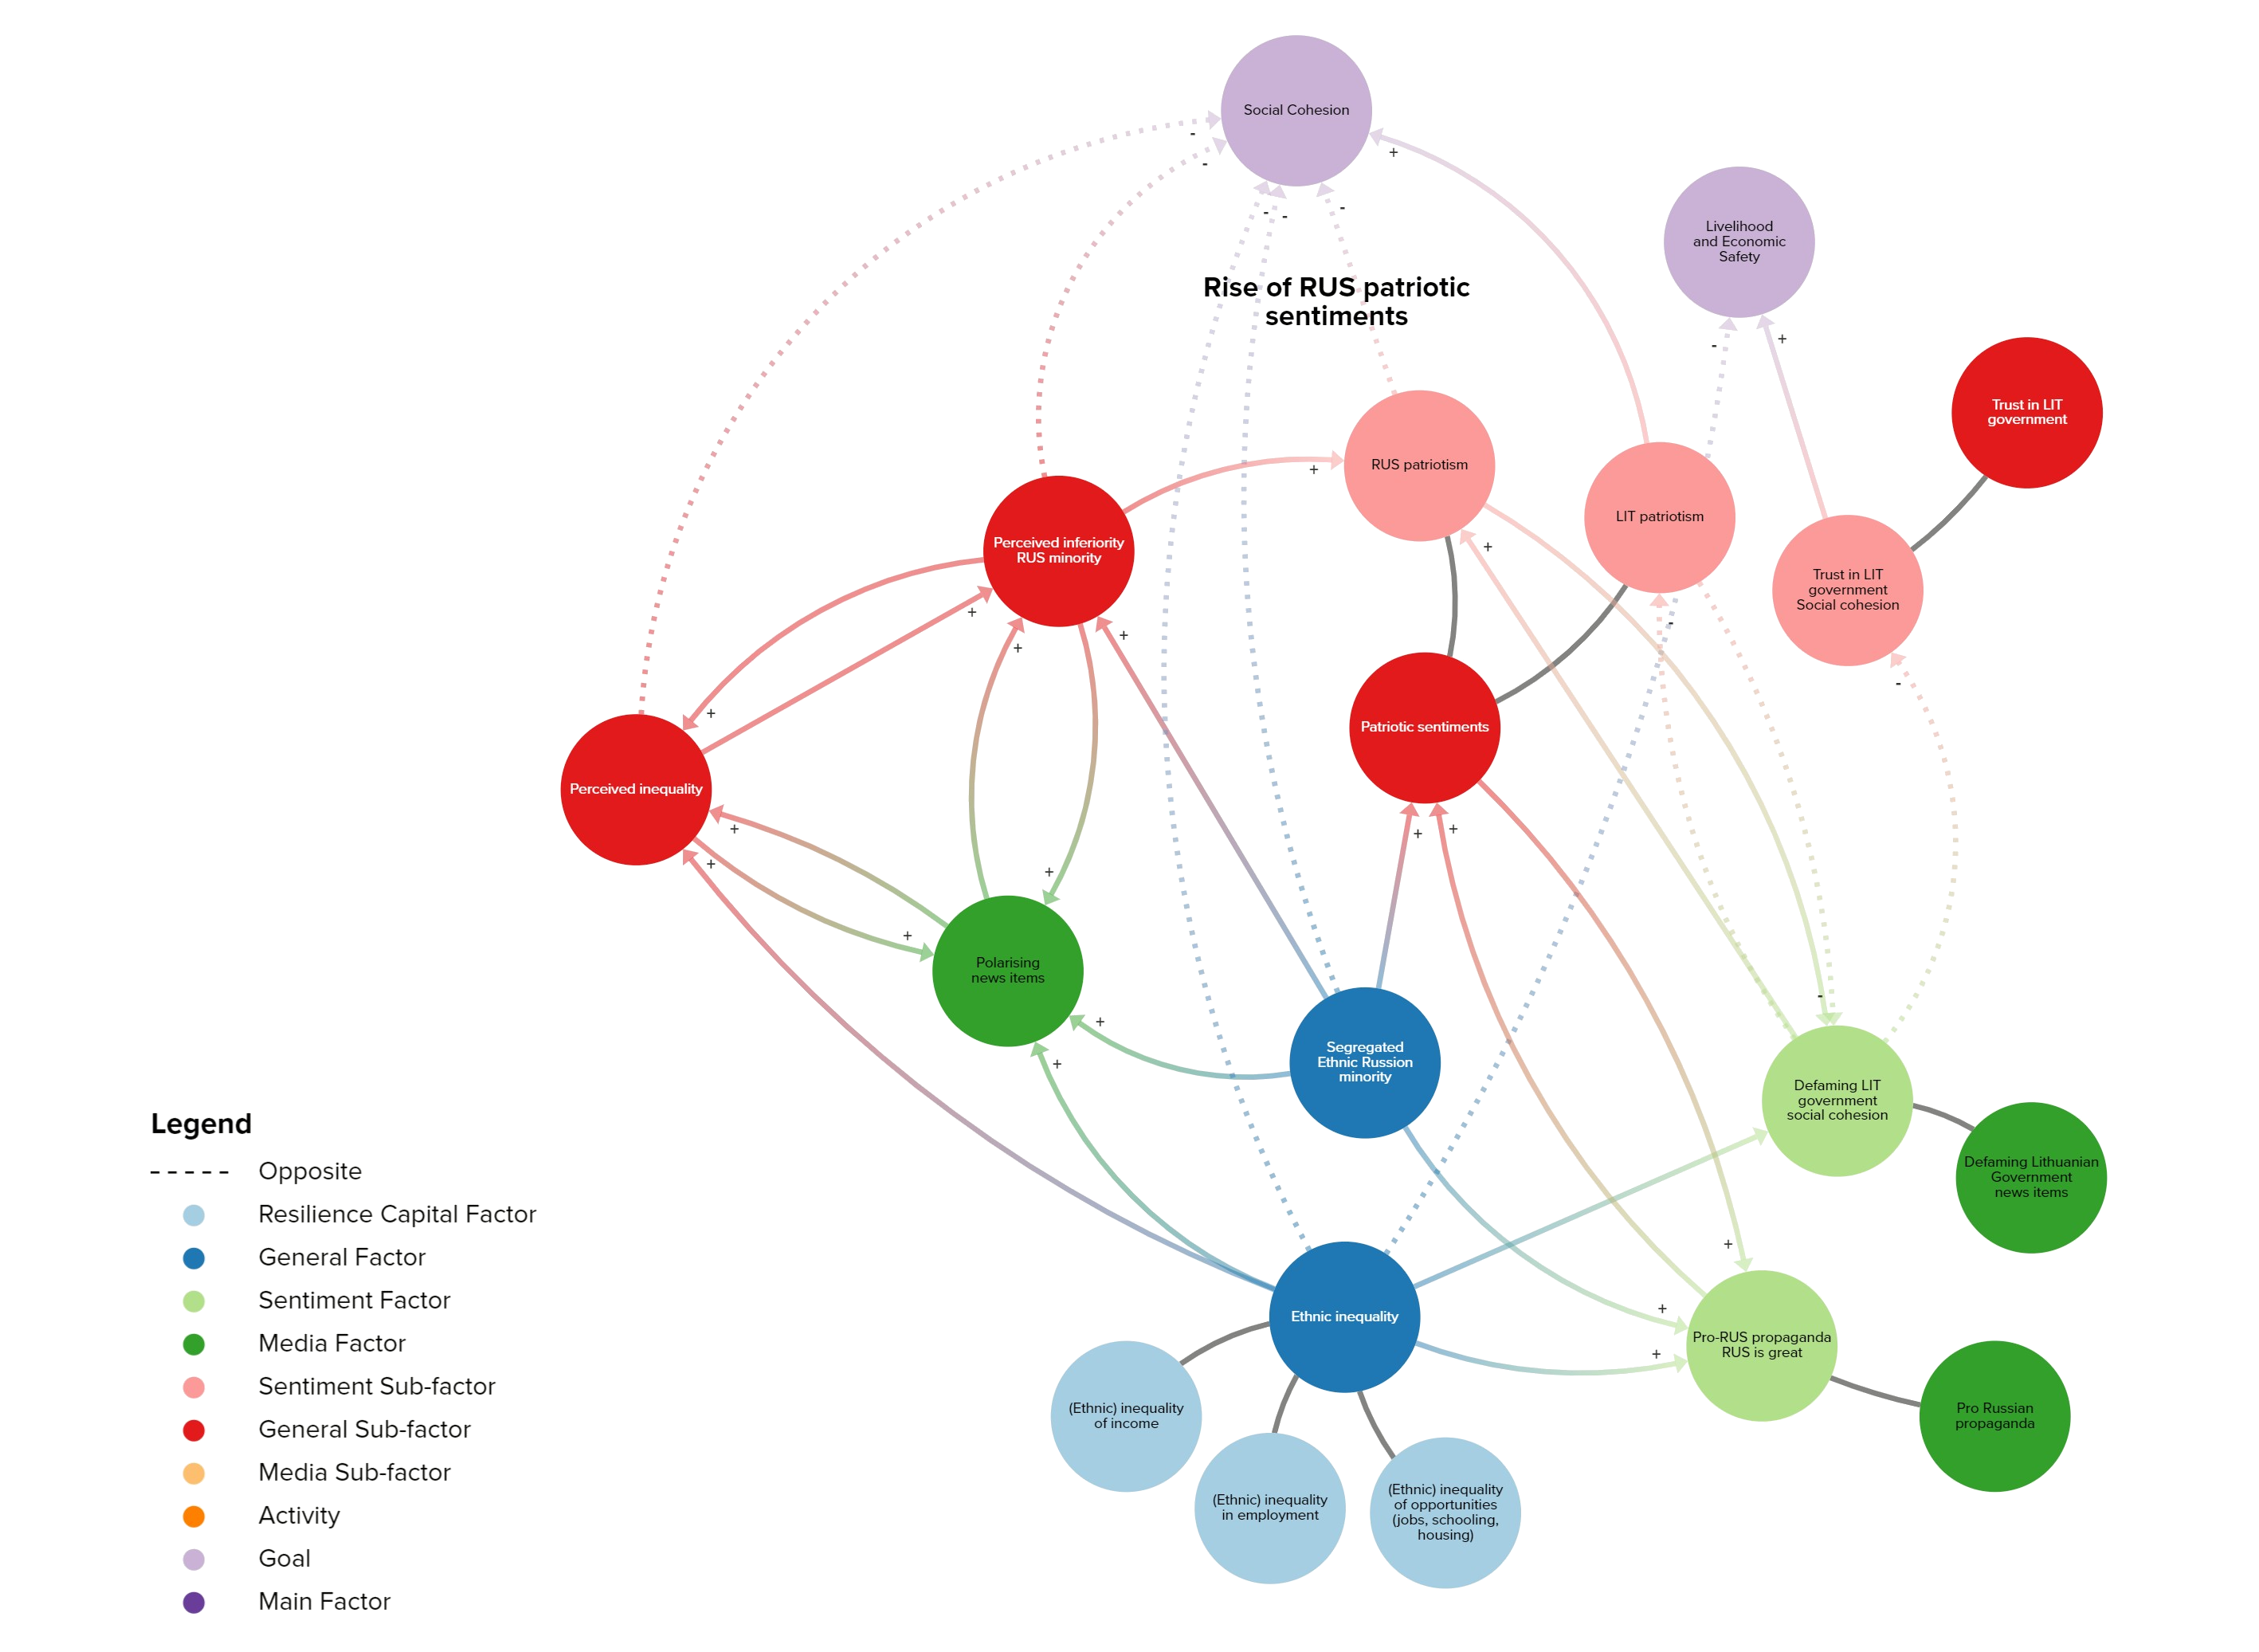 Social Cohesion
Livelihood
and Economic
Safety
Rise of RUS patriotic
sentiments
Trust in LIT
government
RUS patriotism
LIT patriotism
Perceived inferiority
RUS minority
Trust in LIT
government
Social cohesion
Patriotic sentiments
Perceived inequality
Polarising
news items
Segregated
Ethnic Russion
minority
Defaming LIT
government
social cohesion
Defaming Lithuanian
Government
news items
Ethnic inequality
Pro-RUS propaganda
RUS is great
(Ethnic) inequality
of income
Pro Russian
propaganda
(Ethnic) inequality
in employment
(Ethnic) inequality
of opportunities
(jobs, schooling,
housing)
Legend
Opposite
Resilience Capital Factor
General Factor
Sentiment Factor
Media Factor
Sentiment Sub-factor
General Sub-factor
Media Sub-factor
Activity
Goal
Main Factor